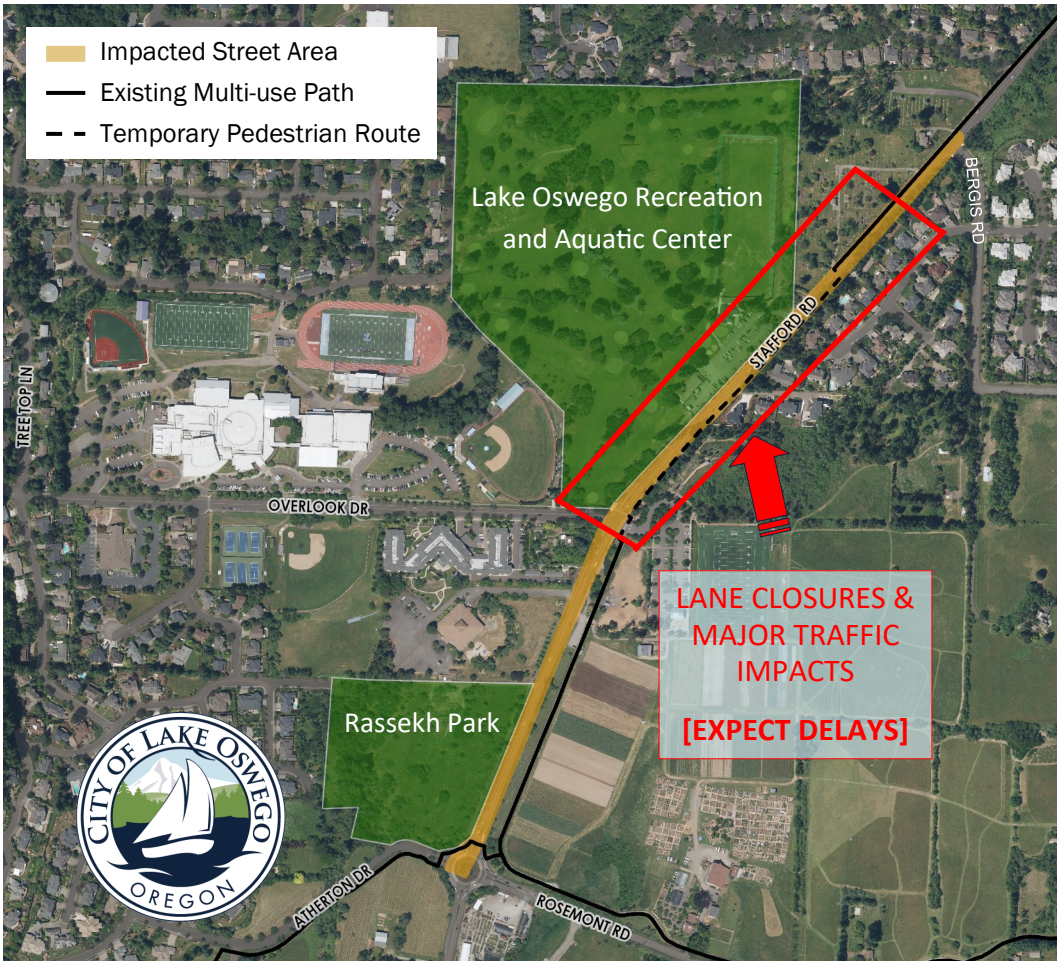 Impacted Street Area
Existing Multi-use Path
Temporary Pedestrian Route
Lake Oswego Recreation
and Aquatic Center
BERGIS RD
STAFFORD RD
TREETOP LN
OVERLOOK DR
LANE CLOSURES &
MAJOR TRAFFIC
IMPACTS
[EXPECT DELAYS]
Rassekh Park
CITY OF LAKE OSWEGO
OREGON
ATHERTON DR
ROSEMONT RD